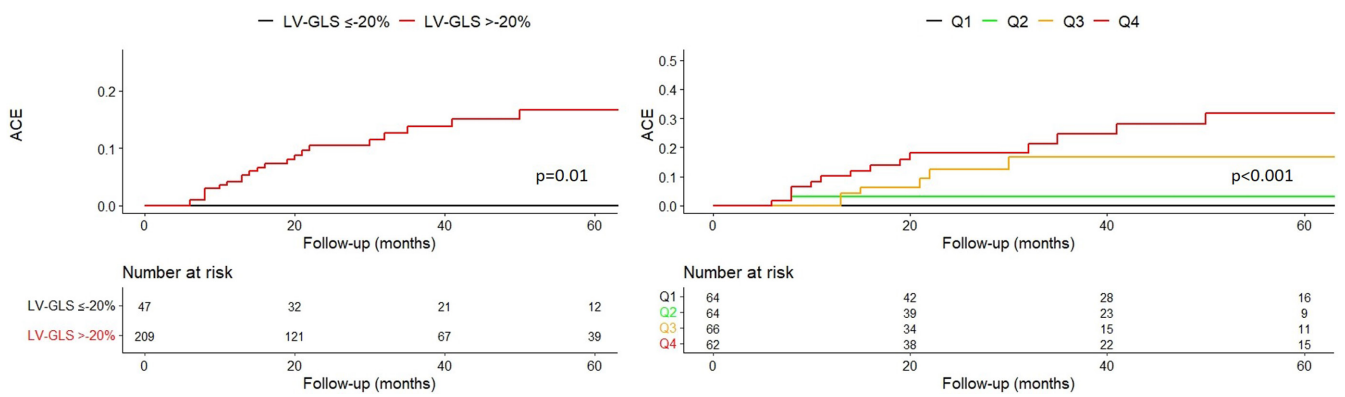 LV-GLS ≤-20% LV-GLS >-20%
ACE
0.2
0.1
0.0
p=0.01
0 20 40 60
Follow-up (months)
Number at risk
LV-GLS ≤-20% 47 32 21 12
LV-GLS >-20% 209 121 67 39
0 20 40 60
Follow-up (months)
Q1 Q2 Q3 Q4
ACE
0.5
0.4
0.3
0.2
0.1
0.0
p<0.001
0 20 40 60
Follow-up (months)
Number at risk
Q1 64 42 28 16
Q2 64 39 23 9
Q3 66 34 15 11
Q4 62 38 22 15
0 20 40 60
Follow-up (months)